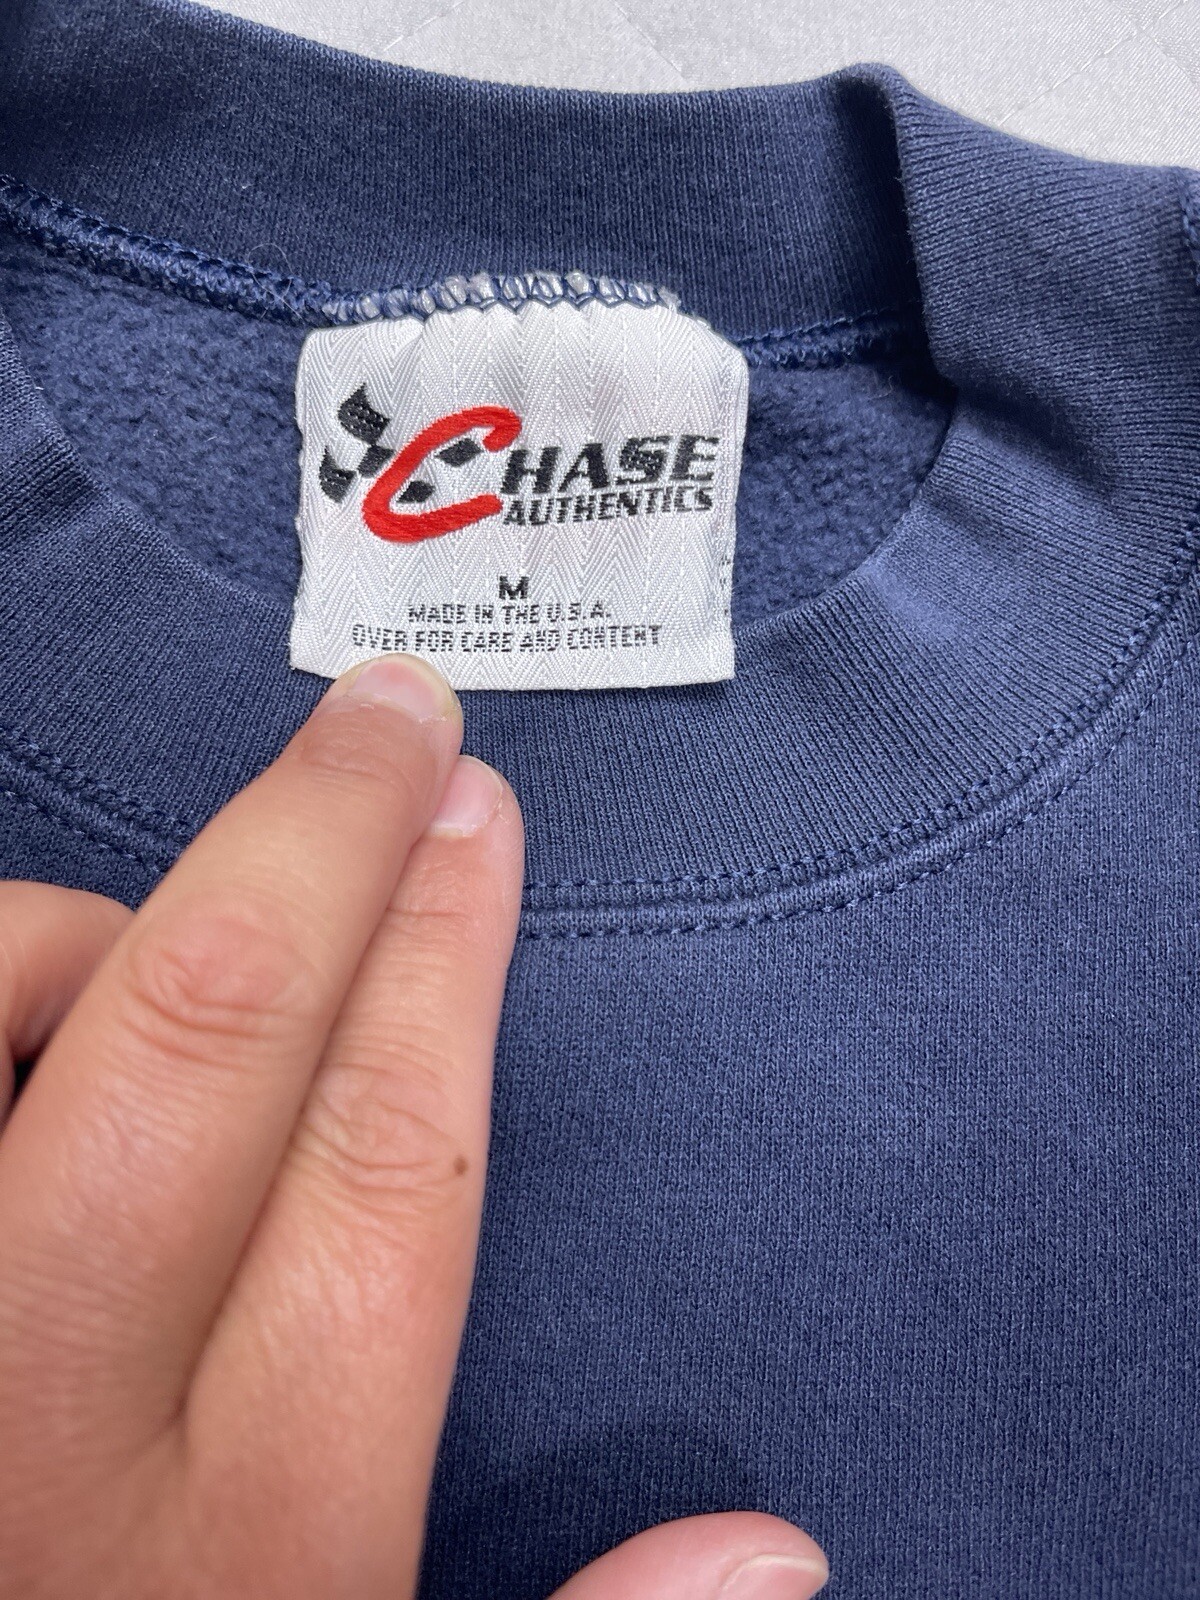 CHASE
AUTHENTICS
M
MADE IN THE U.S.A.
OVER FOR CARE AND CONTENT